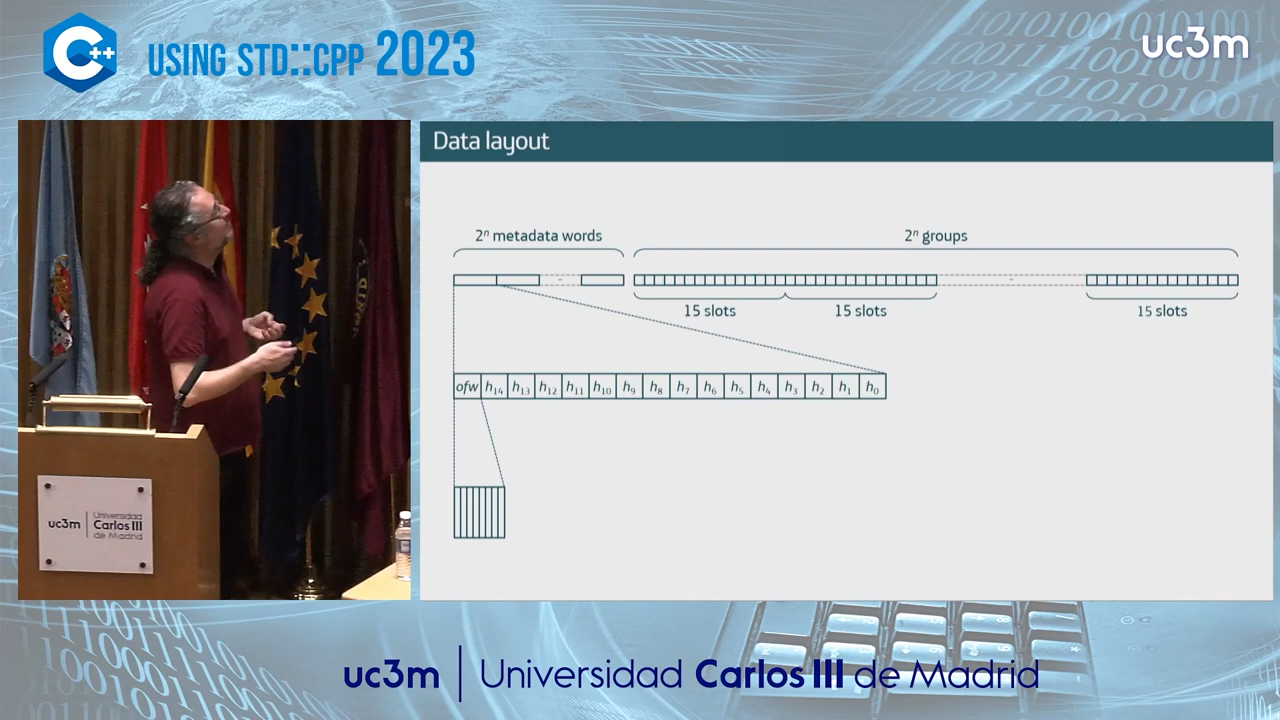 C++
USING STD::CPP 2023
uc3m
Data layout
2ⁿ metadata words
2ⁿ groups
15 slots
15 slots
15 slots
ofw h₁₄ h₁₃ h₁₂ h₁₁ h₁₀ h₉ h₈ h₇ h₆ h₅ h₄ h₃ h₂ h₁ h₀
uc3m | Universidad
Carlos III
de Madrid
uc3m | Universidad Carlos III de Madrid